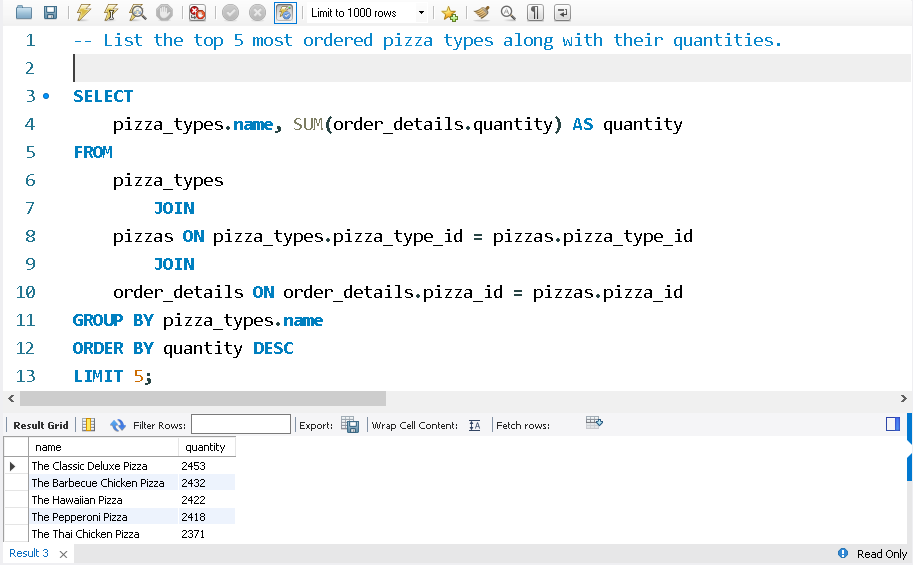 Limit to 1000 rows
1 -- List the top 5 most ordered pizza types along with their quantities.
2
3 SELECT
4 pizza_types.name, SUM(order_details.quantity) AS quantity
5 FROM
6 pizza_types
7 JOIN
8 pizzas ON pizza_types.pizza_type_id = pizzas.pizza_type_id
9 JOIN
10 order_details ON order_details.pizza_id = pizzas.pizza_id
11 GROUP BY pizza_types.name
12 ORDER BY quantity DESC
13 LIMIT 5;
Result Grid Filter Rows: Export: Wrap Cell Content: Fetch rows:
name quantity
The Classic Deluxe Pizza 2453
The Barbecue Chicken Pizza 2432
The Hawaiian Pizza 2422
The Pepperoni Pizza 2418
The Thai Chicken Pizza 2371
Result 3 Read Only